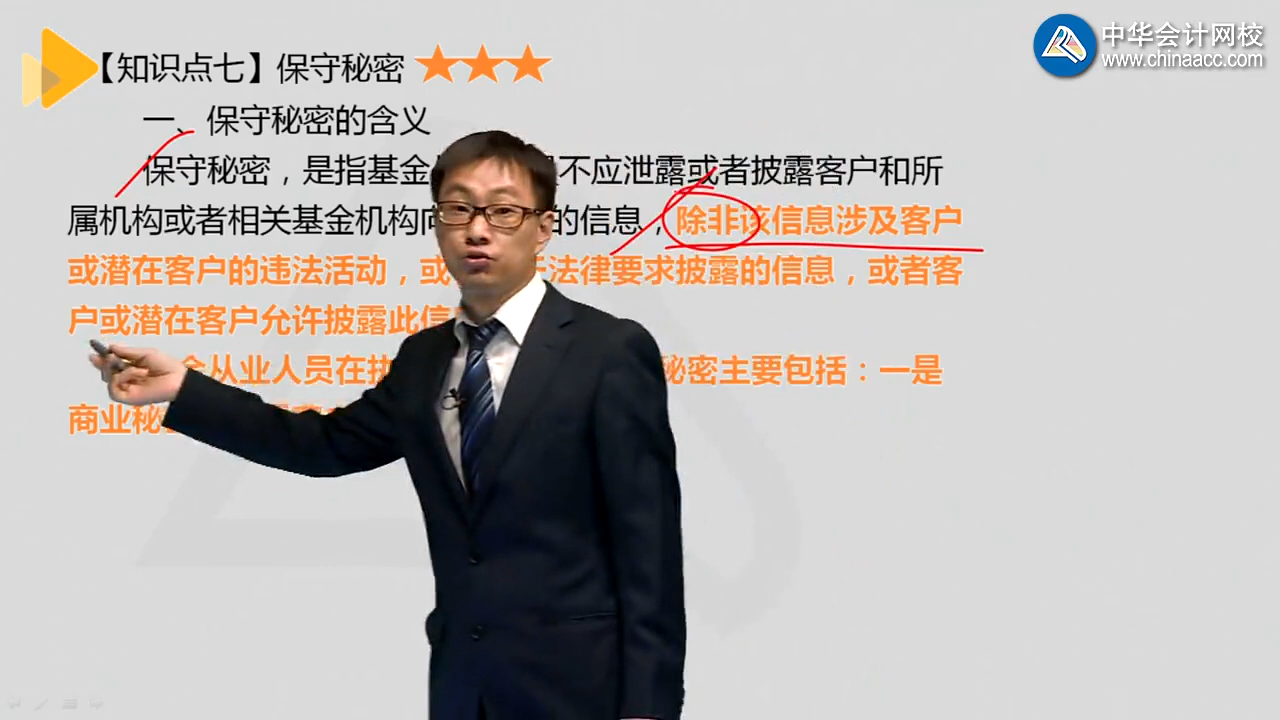 中华会计网校
www.chinaacc.com
【知识点七】保守秘密
一、保守秘密的含义
保守秘密，是指基金 不应泄露或者披露客户和所
属机构或者相关基金机构向 的信息，除非该信息涉及客户
或潜在客户的违法活动，或 法律要求披露的信息，或者客
户或潜在客户允许披露此信
金从业人员在执 秘密主要包括：一是
商业秘